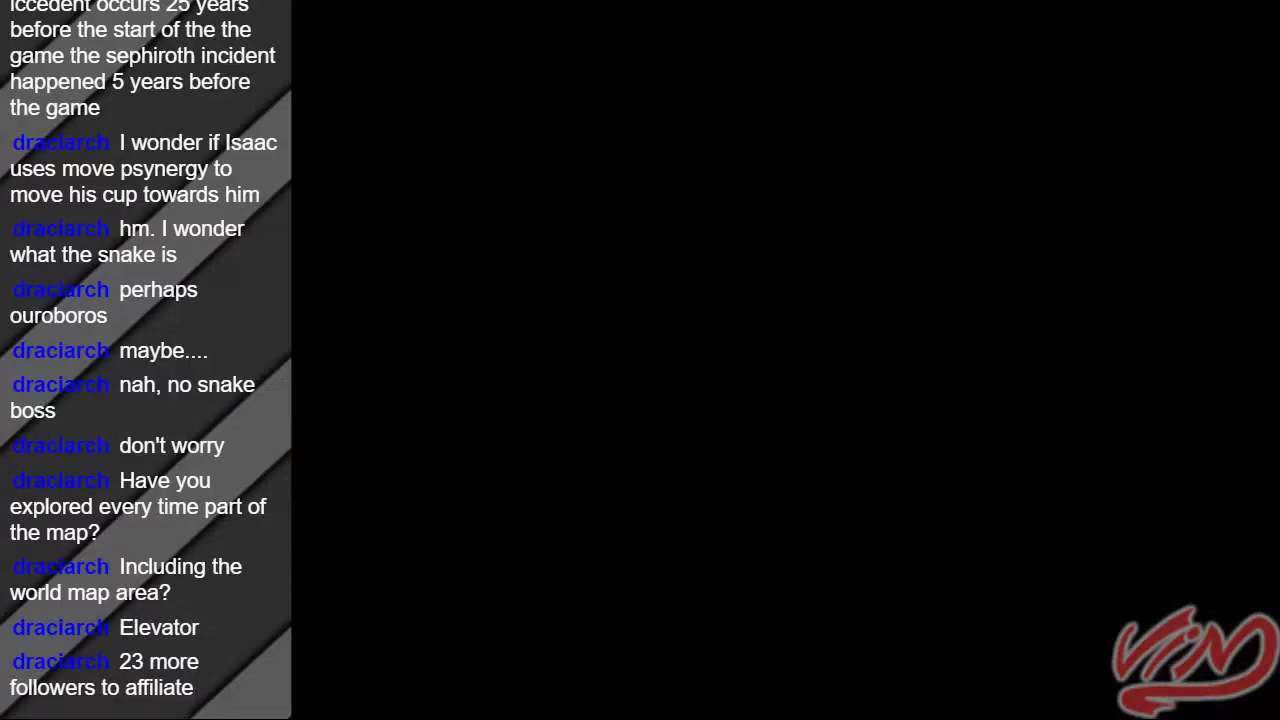 iccedent occurs 25 years
before the start of the the
game the sephiroth incident
happened 5 years before
the game
draciarch I wonder if Isaac
uses move psynergy to
move his cup towards him
draciarch hm. I wonder
what the snake is
draciarch perhaps
ouroboros
draciarch maybe....
draciarch nah, no snake
boss
draciarch don't worry
draciarch Have you
explored every time part of
the map?
draciarch Including the
world map area?
draciarch Elevator
draciarch 23 more
followers to affiliate